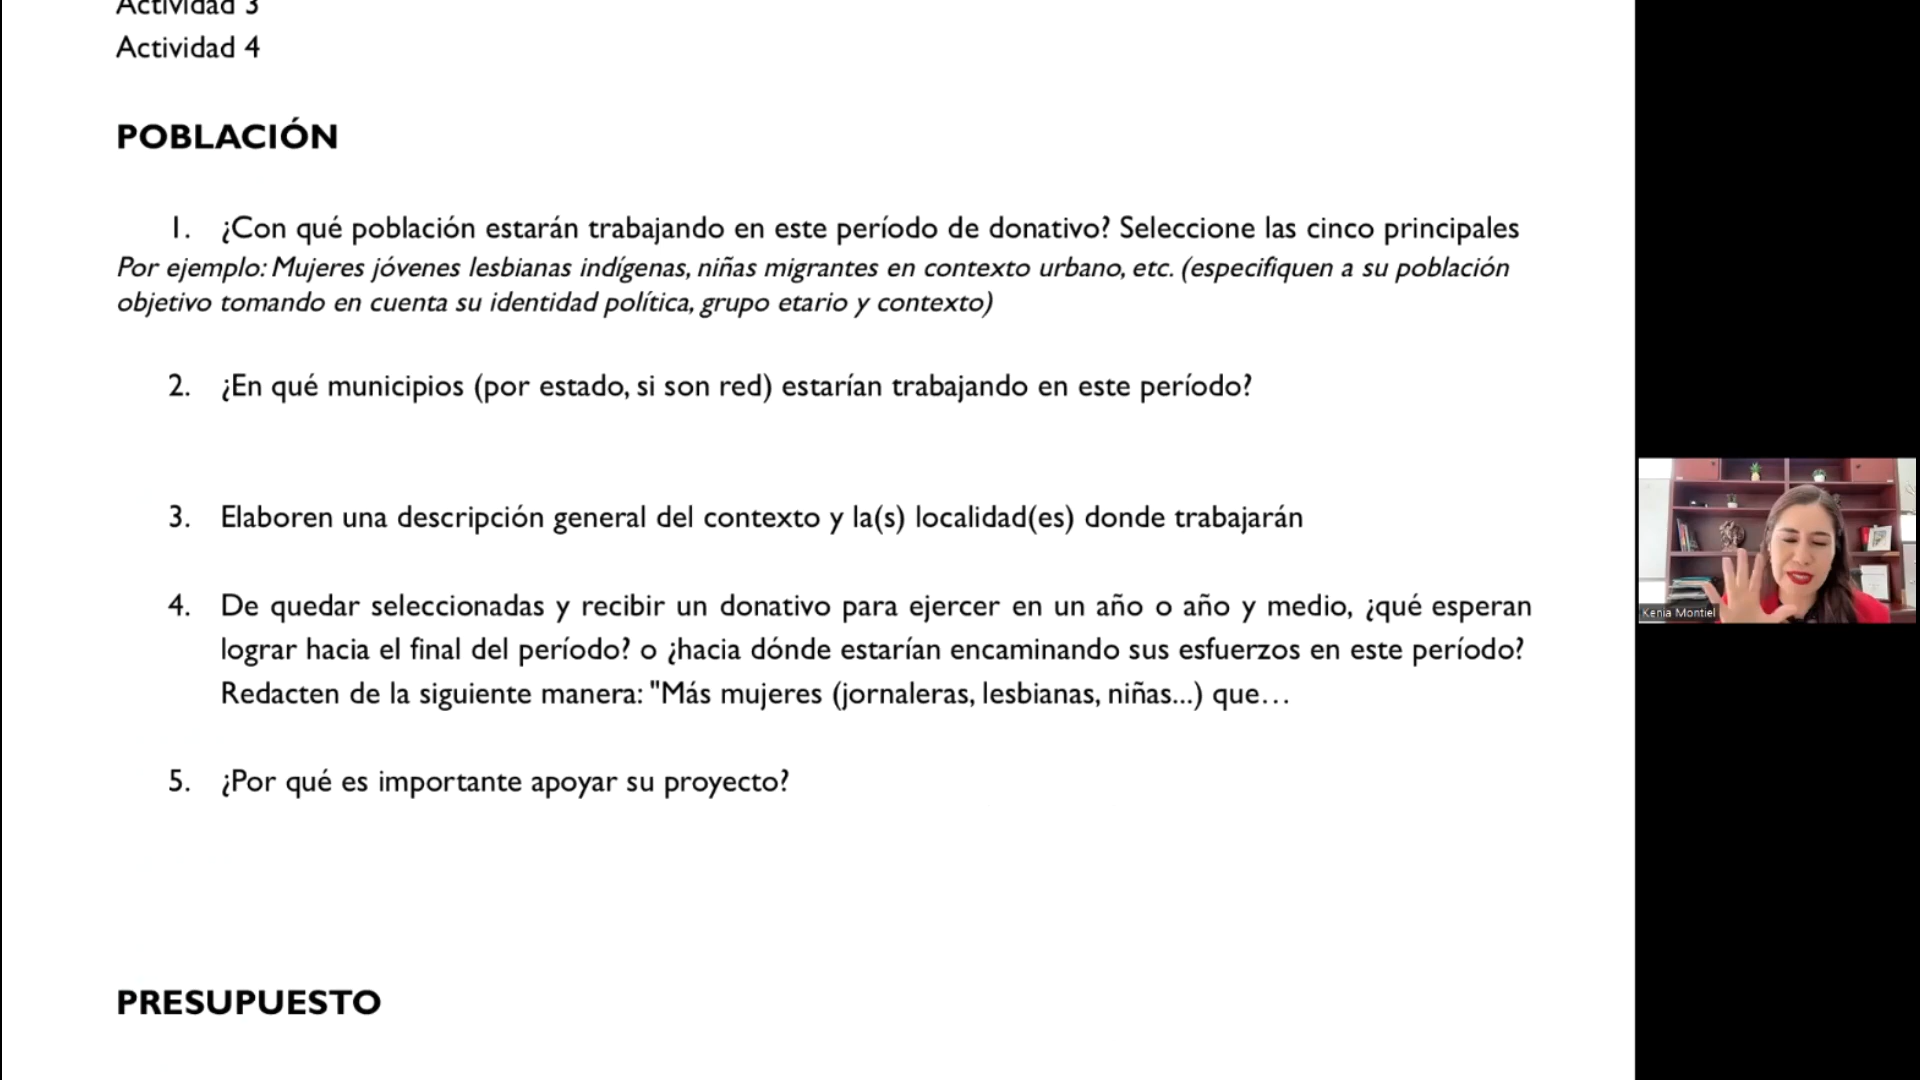 Actividad 3
Actividad 4
POBLACIÓN
1. ¿Con qué población estarán trabajando en este período de donativo? Seleccione las cinco principales
Por ejemplo: Mujeres jóvenes lesbianas indígenas, niñas migrantes en contexto urbano, etc. (especifiquen a su población
objetivo tomando en cuenta su identidad política, grupo etario y contexto)
2. ¿En qué municipios (por estado, si son red) estarían trabajando en este período?
3. Elaboren una descripción general del contexto y la(s) localidad(es) donde trabajarán
4. De quedar seleccionadas y recibir un donativo para ejercer en un año o año y medio, ¿qué esperan
lograr hacia el final del período? o ¿hacia dónde estarían encaminando sus esfuerzos en este período?
Redacten de la siguiente manera: "Más mujeres (jornaleras, lesbianas, niñas...) que…
5. ¿Por qué es importante apoyar su proyecto?
PRESUPUESTO
Kenia Montiel